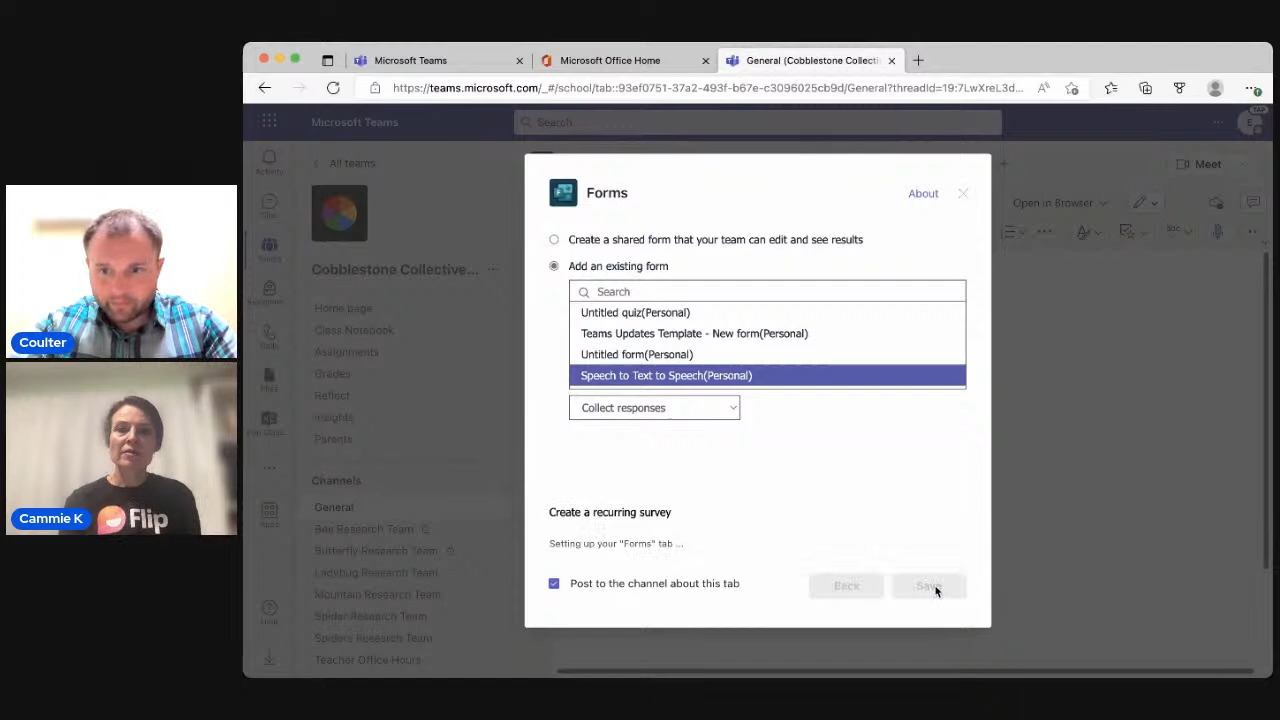 Microsoft Teams
Microsoft Office Home
General (Cobblestone Collecti
https://teams.microsoft.com/_#/school/tab::93ef0751-37a2-493f-b67e-c3096025cb9d/General?threadId=19:7LwXreL3d...
Microsoft Teams
Search
E
Activity
All teams
Meet
Forms
About
Open in Browser
Create a shared form that your team can edit and see results
Add an existing form
Cobblestone Collective...
Search
Home page
Untitled quiz(Personal)
Class Notebook
Teams Updates Template - New form(Personal)
Assignments
Untitled form(Personal)
Grades
Speech to Text to Speech(Personal)
Reflect
Collect responses
Insights
Parents
Channels
General
Create a recurring survey
Bee Research Team
Butterfly Research Team
Setting up your "Forms" tab ...
Ladybug Research Team
Post to the channel about this tab
Back
Save
Mountain Research Team
Spider Research Team
Spiders Research Team
Teacher Office Hours
Apps
Help
Coulter
Flip
Cammie K